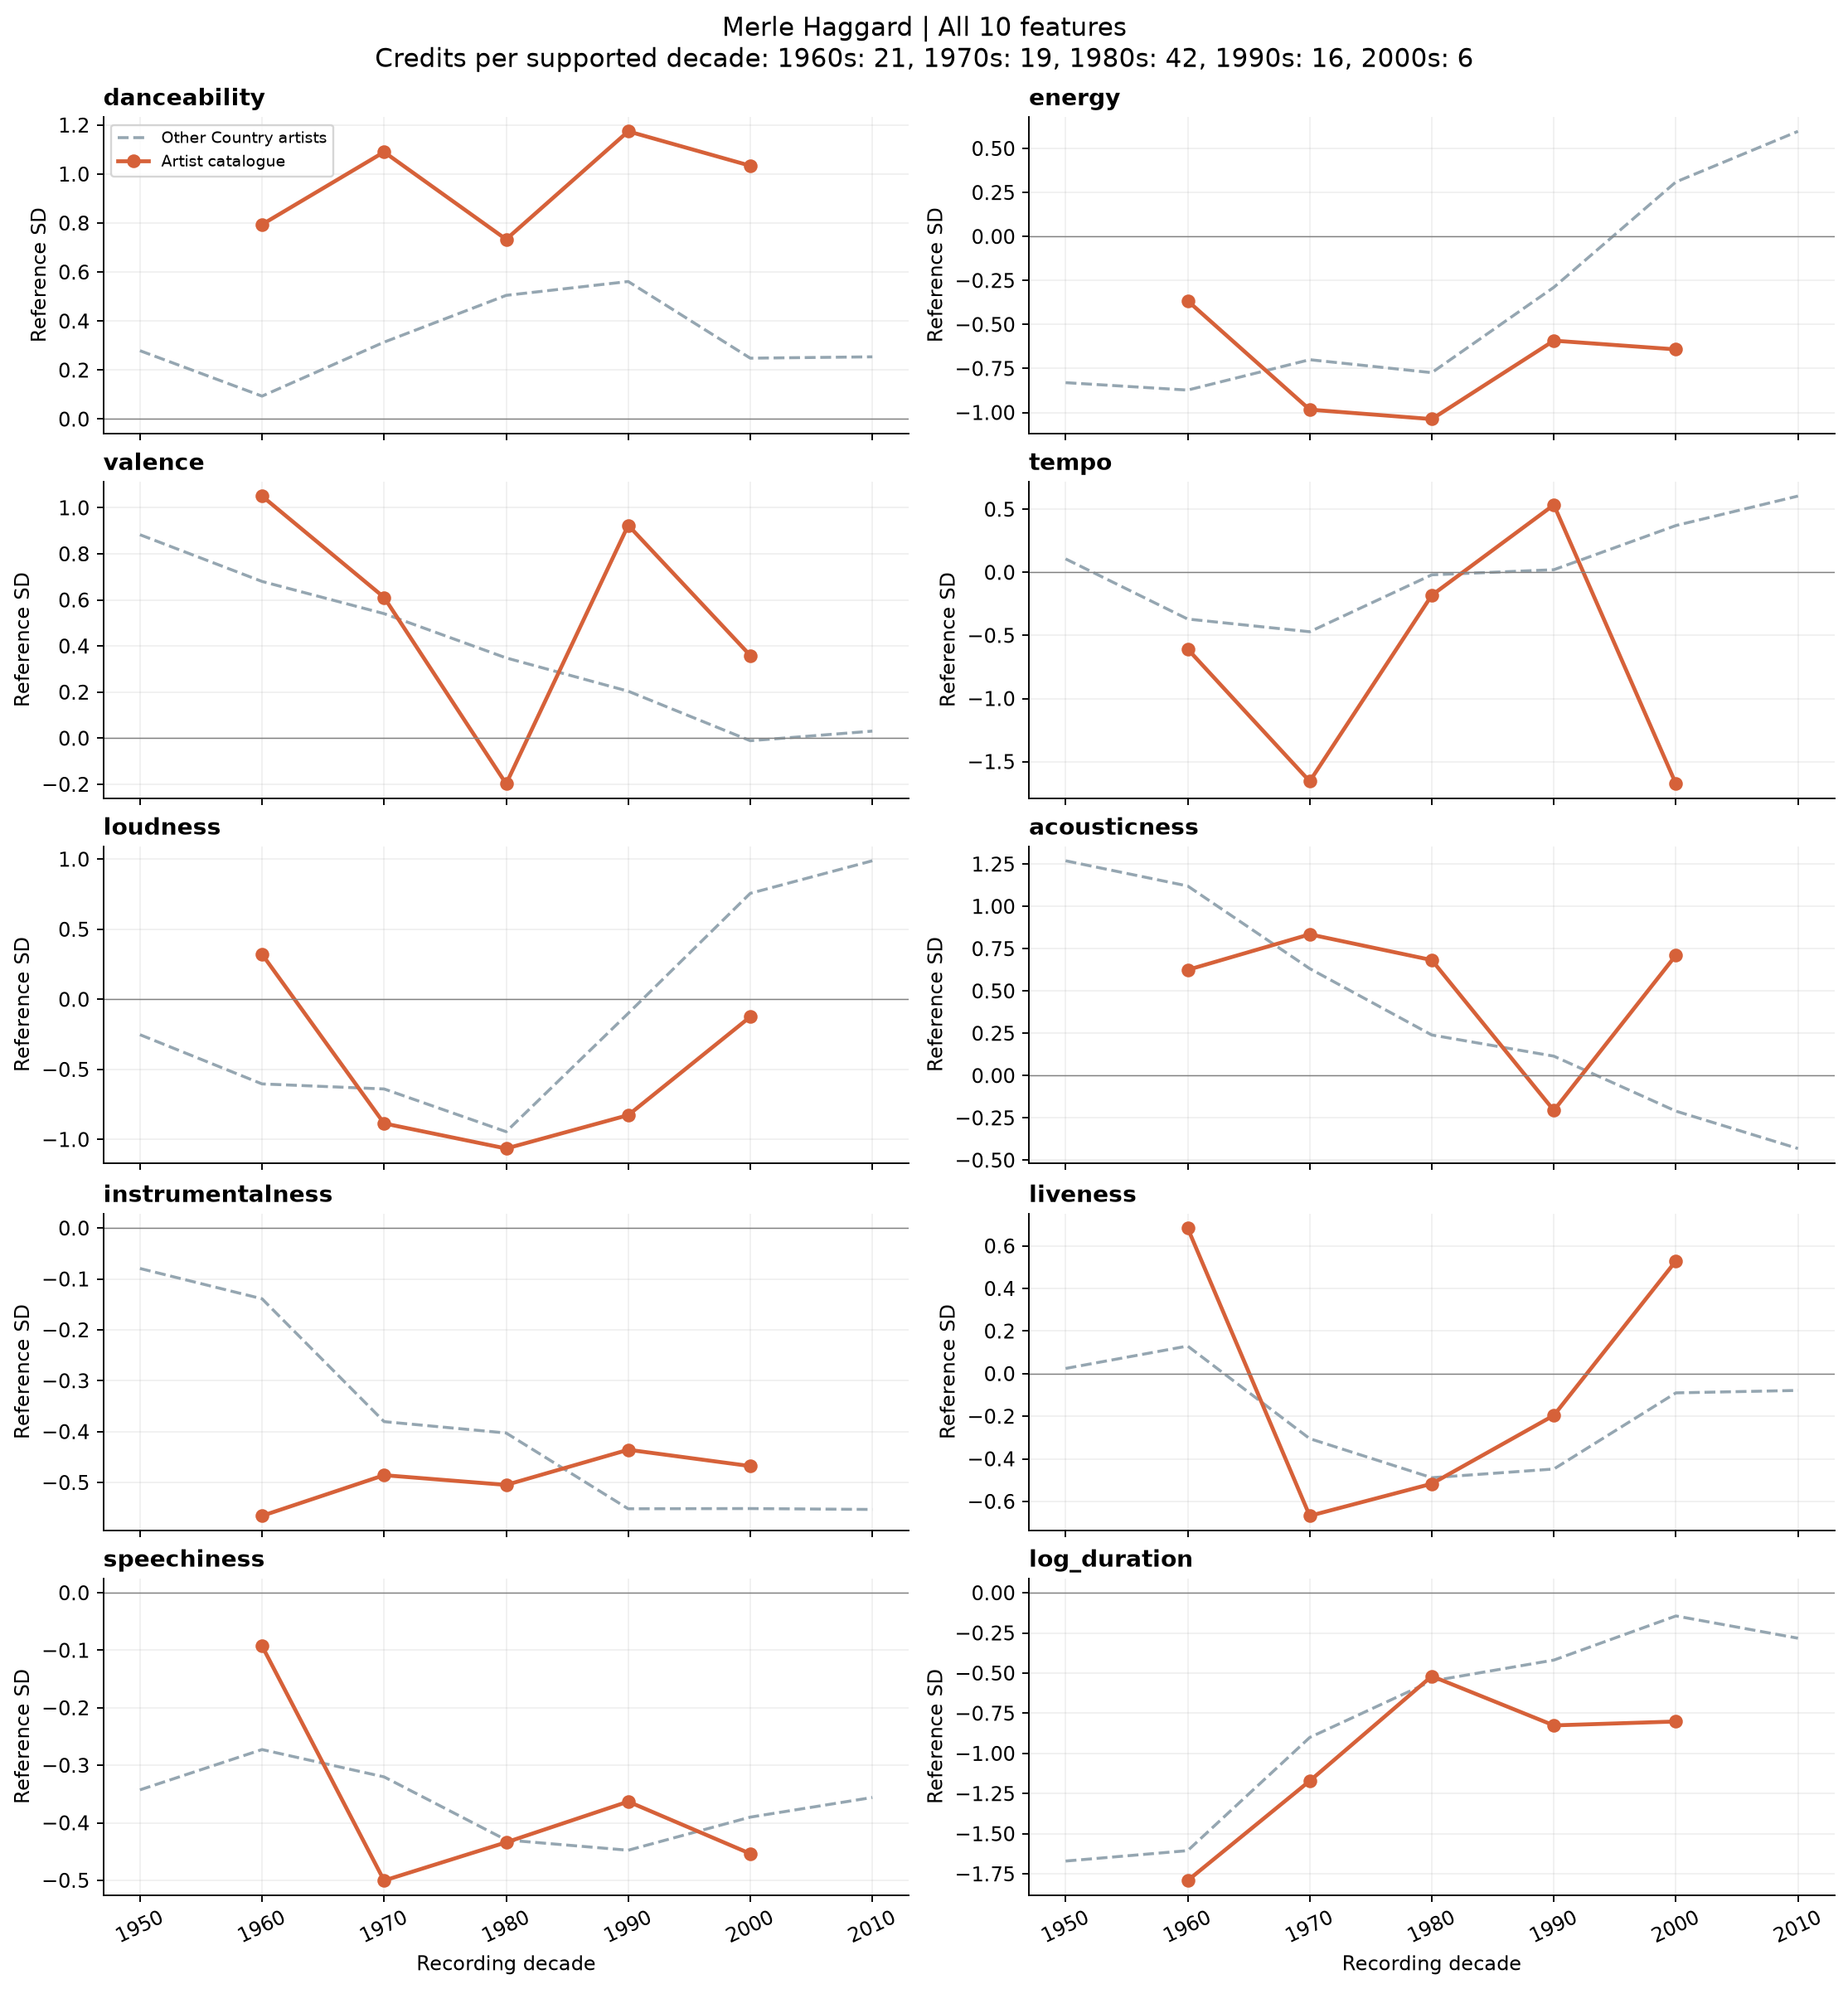 Merle Haggard | All 10 features
Credits per supported decade: 1960s: 21, 1970s: 19, 1980s: 42, 1990s: 16, 2000s: 6
danceability
Other Country artists
Artist catalogue
1.2
1.0
0.8
0.6
0.4
0.2
0.0
Reference SD
energy
0.50
0.25
0.00
−0.25
−0.50
−0.75
−1.00
Reference SD
valence
1.0
0.8
0.6
0.4
0.2
0.0
−0.2
Reference SD
tempo
0.5
0.0
−0.5
−1.0
−1.5
Reference SD
loudness
1.0
0.5
0.0
−0.5
−1.0
Reference SD
acousticness
1.25
1.00
0.75
0.50
0.25
0.00
−0.25
−0.50
Reference SD
instrumentalness
0.0
−0.1
−0.2
−0.3
−0.4
−0.5
Reference SD
liveness
0.6
0.4
0.2
0.0
−0.2
−0.4
−0.6
Reference SD
speechiness
0.0
−0.1
−0.2
−0.3
−0.4
−0.5
Reference SD
1950 1960 1970 1980 1990 2000 2010
Recording decade
log_duration
0.00
−0.25
−0.50
−0.75
−1.00
−1.25
−1.50
−1.75
Reference SD
1950 1960 1970 1980 1990 2000 2010
Recording decade